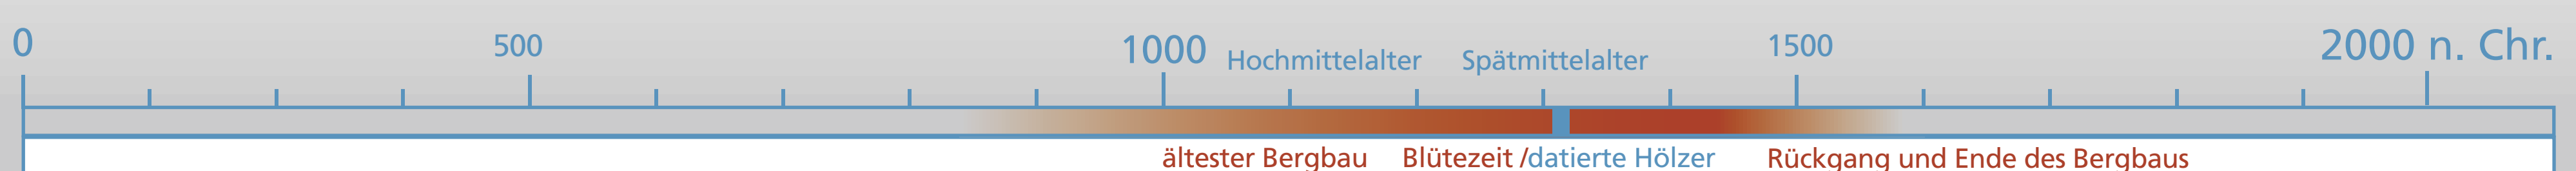 0 500 1000 Hochmittelalter Spätmittelalter 1500 2000 n. Chr.
ältester Bergbau Blütezeit /datierte Hölzer Rückgang und Ende des Bergbaus